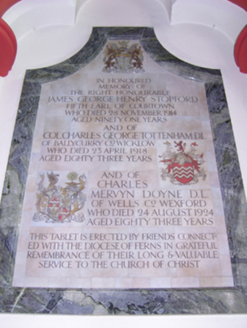 IN HONOURED
MEMORY OF
THE RIGHT HONOURABLE
JAMES GEORGE HENRY STOPFORD
FIFTH EARL OF COURTOWN
WHO DIED 28 NOVEMBER 1914
AGED NINETY ONE YEARS
AND OF
COL. CHARLES GEORGE TOTTENHAM D.L.
OF BALLYCURRY CO. WICKLOW
WHO DIED 23 APRIL 1918
AGED EIGHTY THREE YEARS
AND OF
CHARLES
MERVYN DOYNE D.L.
OF WELLS CO. WEXFORD
WHO DIED 24 AUGUST 1924
AGED EIGHTY THREE YEARS
THIS TABLET IS ERECTED BY FRIENDS CONNECT-
ED WITH THE DIOCESE OF FERNS IN GRATEFUL
REMEMBRANCE OF THEIR LONG & VALUABLE
SERVICE TO THE CHURCH OF CHRIST